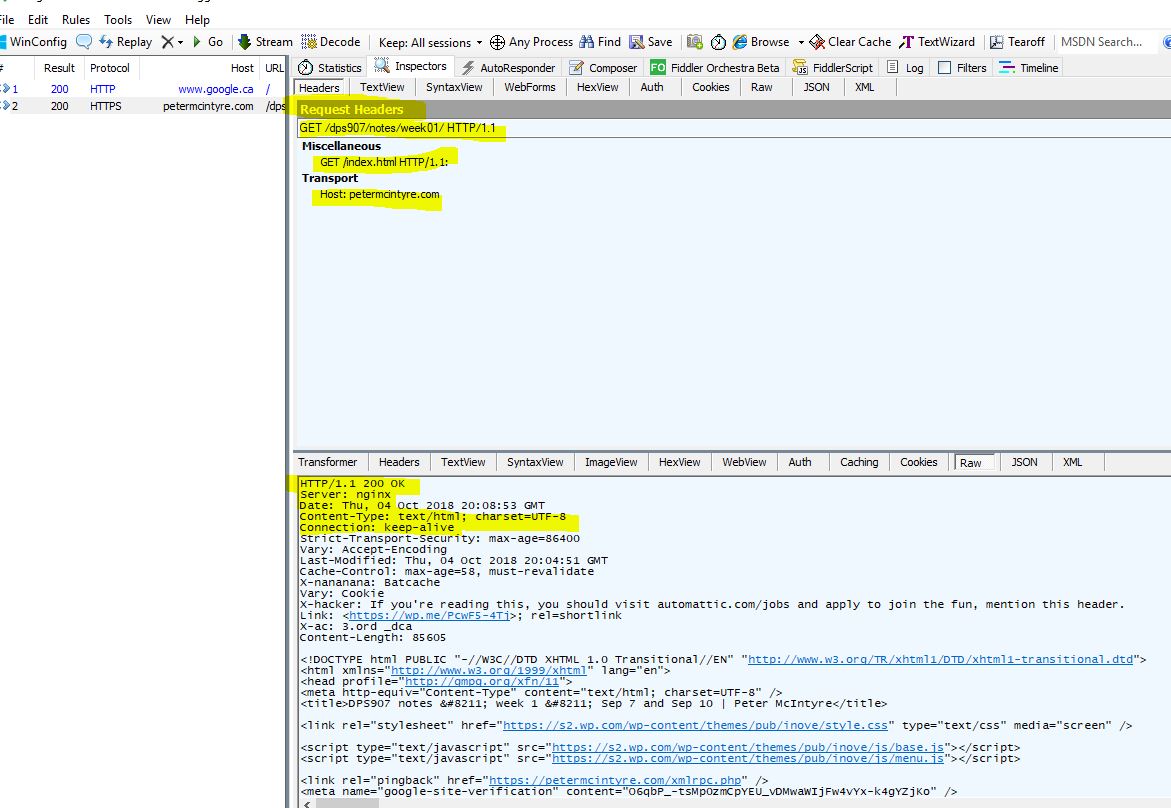 File Edit Rules Tools View Help
WinConfig Replay Go Stream Decode Keep: All sessions Any Process Find Save Browse Clear Cache TextWizard Tearoff MSDN Search...
# Result Protocol Host URL
1 200 HTTP www.google.ca /
2 200 HTTPS petermcintyre.com /dps
Statistics Inspectors AutoResponder Composer FO Fiddler Orchestra Beta FiddlerScript Log Filters Timeline
Headers TextView SyntaxView WebForms HexView Auth Cookies Raw JSON XML
Request Headers
GET /dps907/notes/week01/ HTTP/1.1
Miscellaneous
GET /index.html HTTP/1.1:
Transport
Host: petermcintyre.com
Transformer Headers TextView SyntaxView ImageView HexView WebView Auth Caching Cookies Raw JSON XML
HTTP/1.1 200 OK
Server: nginx
Date: Thu, 04 Oct 2018 20:08:53 GMT
Content-Type: text/html; charset=UTF-8
Connection: keep-alive
Strict-Transport-Security: max-age=86400
Vary: Accept-Encoding
Last-Modified: Thu, 04 Oct 2018 20:04:51 GMT
Cache-Control: max-age=58, must-revalidate
X-nananana: Batcache
Vary: Cookie
X-hacker: If you're reading this, you should visit automattic.com/jobs and apply to join the fun, mention this header.
Link: <https://wp.me/PcwF5-4Tj>; rel=shortlink
X-ac: 3.ord _dca
Content-Length: 85605
<!DOCTYPE html PUBLIC "-//W3C//DTD XHTML 1.0 Transitional//EN" "http://www.w3.org/TR/xhtml1/DTD/xhtml1-transitional.dtd">
<html xmlns="http://www.w3.org/1999/xhtml" lang="en">
<head profile="http://gmpg.org/xfn/11">
<meta http-equiv="Content-Type" content="text/html; charset=UTF-8" />
<title>DPS907 notes &#8211; week 1 &#8211; Sep 7 and Sep 10 | Peter McIntyre</title>
<link rel="stylesheet" href="https://s2.wp.com/wp-content/themes/pub/inove/style.css" type="text/css" media="screen" />
<script type="text/javascript" src="https://s2.wp.com/wp-content/themes/pub/inove/js/base.js"></script>
<script type="text/javascript" src="https://s2.wp.com/wp-content/themes/pub/inove/js/menu.js"></script>
<link rel="pingback" href="https://petermcintyre.com/xmlrpc.php" />
<meta name="google-site-verification" content="O6qbP_-tsMpOzmCpYEU_vDMwaWIjFw4vYx-k4gYZjKo" />